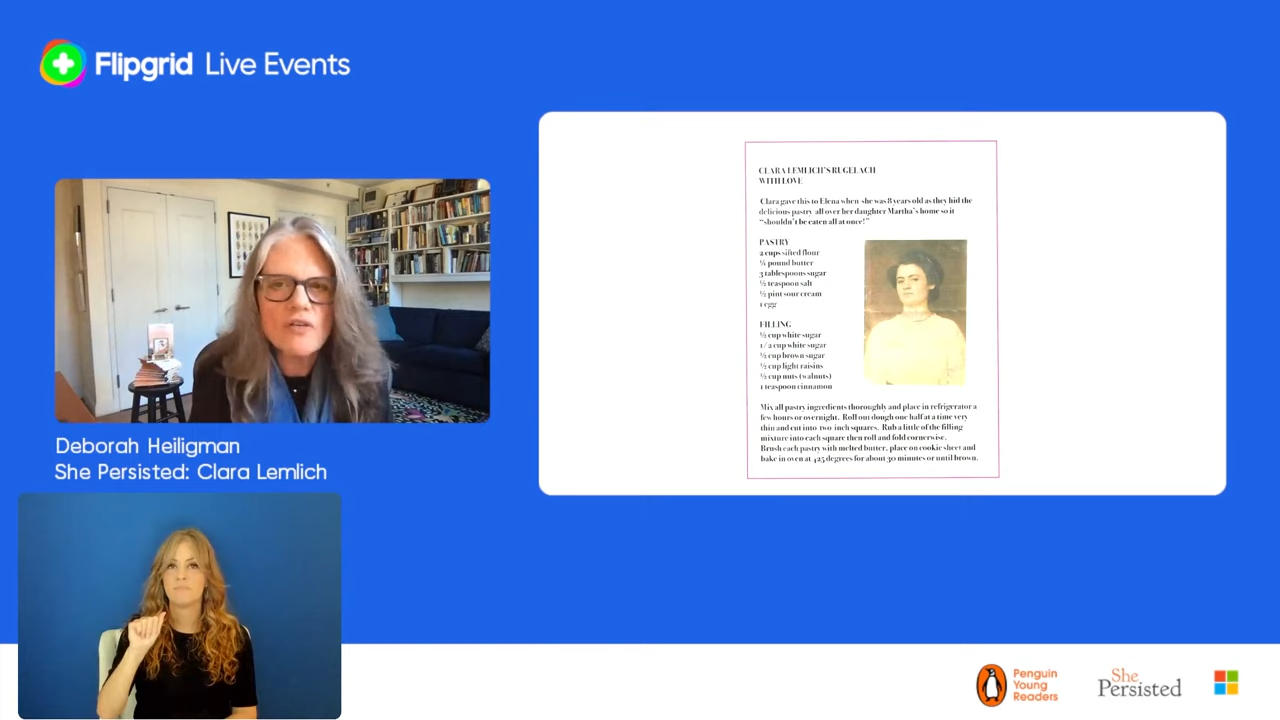 Flipgrid Live Events
Deborah Heiligman
She Persisted: Clara Lemlich
CLARA LEMLICH'S RUGELACH
WITH LOVE
Clara gave this to Elena when she was 8 years old as they hid the
delicious pastry all over her daughter Martha's home so it
"shouldn't be eaten all at once!"
PASTRY
2 cups sifted flour
pound butter
3 tablespoons sugar
½ teaspoon salt
½ pint sour cream
1 egg
FILLING
½ cup white sugar
1/2 cup white sugar
½ cup brown sugar
½ cup light raisins
½ cup nuts (walnuts)
1 teaspoon cinnamon
Mix all pastry ingredients thoroughly and place in refrigerator a
few hours or overnight. Roll out dough one half at a time very
thin and cut into two inch squares. Rub a little of the filling
mixture into each square then roll and fold cornerwise.
Brush each pastry with melted butter, place on cookie sheet and
bake in oven at 425 degrees for about 30 minutes or until brown.
Penguin
Young
Readers
She
Persisted